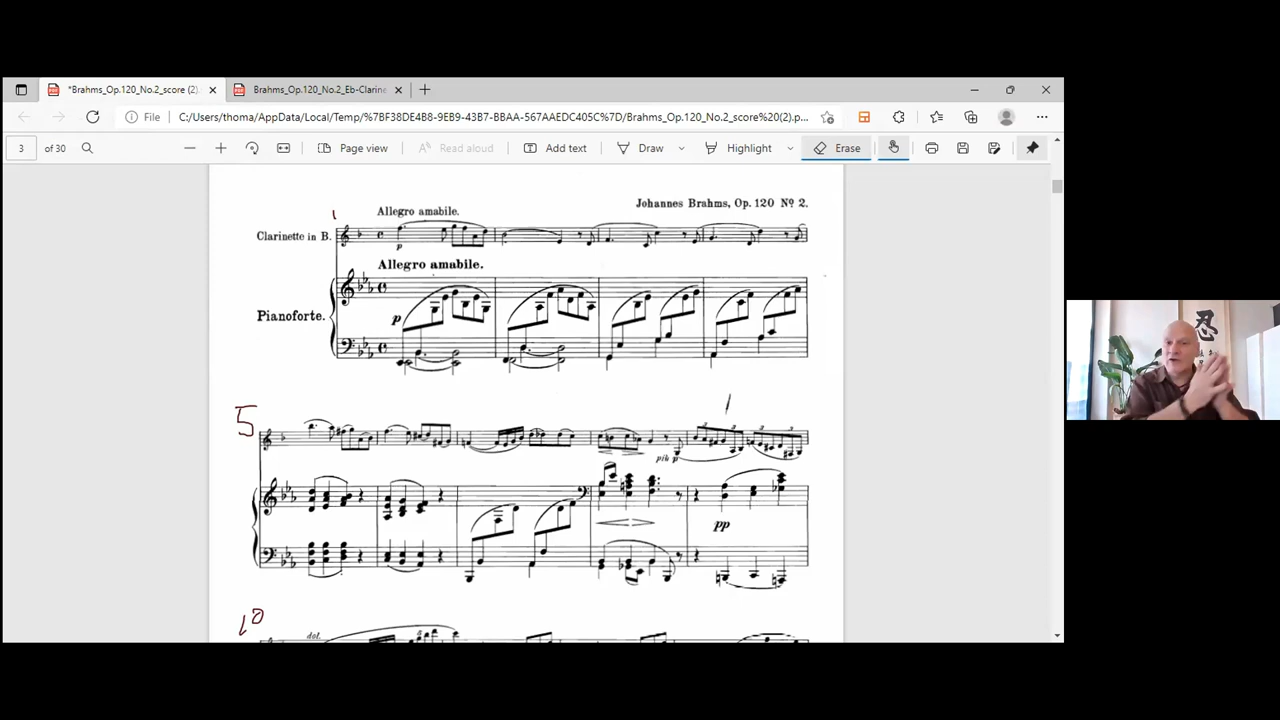 *Brahms_Op.120_No.2_score (2).
Brahms_Op.120_No.2_Eb-Clarine
File C:/Users/thoma/AppData/Local/Temp/%7BF38DE4B8-9EB9-43B7-BBAA-567AAEDC405C%7D/Brahms_Op.120_No.2_score%20(2).p...
3 of 30 Page view Read aloud Add text Draw Highlight Erase
Johannes Brahms, Op. 120 Nº 2.
1 Allegro amabile.
Clarinette in B.
p
Allegro amabile.
Pianoforte.
p
5
più p
pp
10
dol.
忍